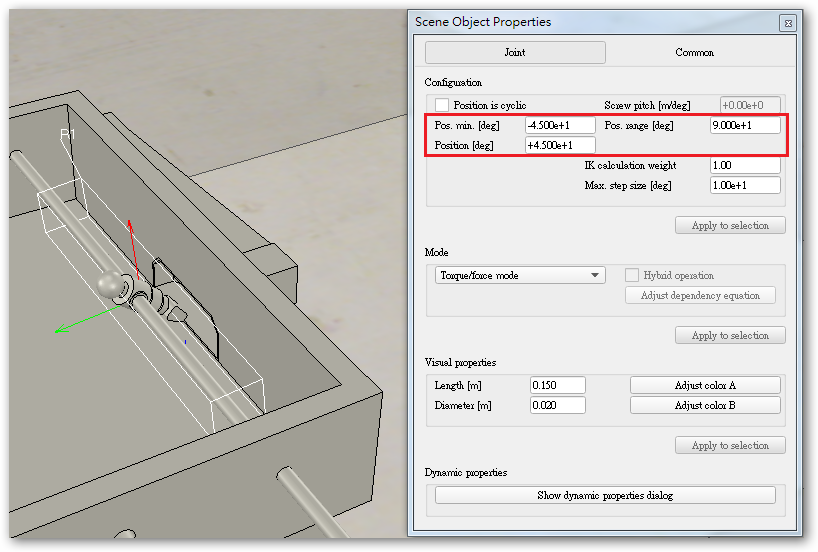 Scene Object Properties
Joint Common
Configuration
Position is cyclic Screw pitch [m/deg] +0.00e+0
Pos. min. [deg] -4.500e+1 Pos. range [deg] 9.000e+1
Position [deg] +4.500e+1
IK calculation weight 1.00
Max. step size [deg] 1.00e+1
Apply to selection
Mode
Torque/force mode Hybrid operation
Adjust dependency equation
Apply to selection
Visual properties
Length [m] 0.150 Adjust color A
Diameter [m] 0.020 Adjust color B
Apply to selection
Dynamic properties
Show dynamic properties dialog
R1